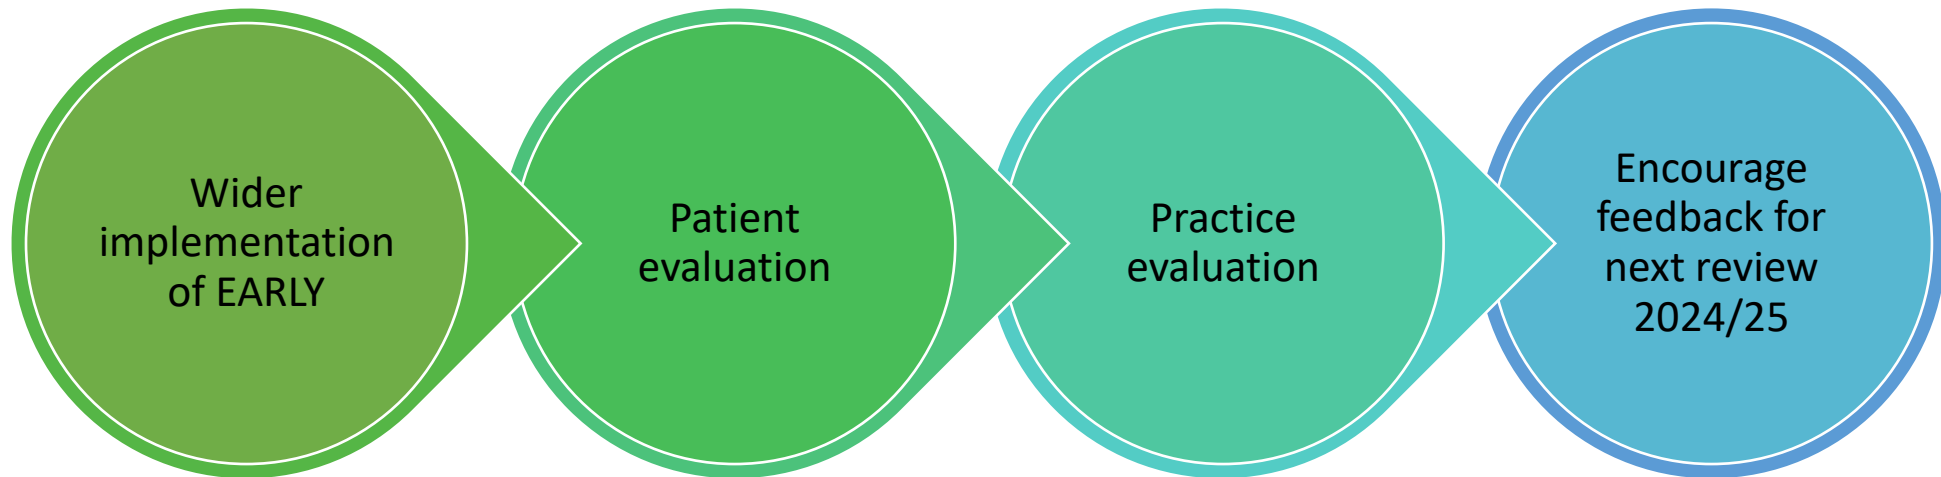 Wider
implementation
of EARLY
Patient
evaluation
Practice
evaluation
Encourage
feedback for
next review
2024/25